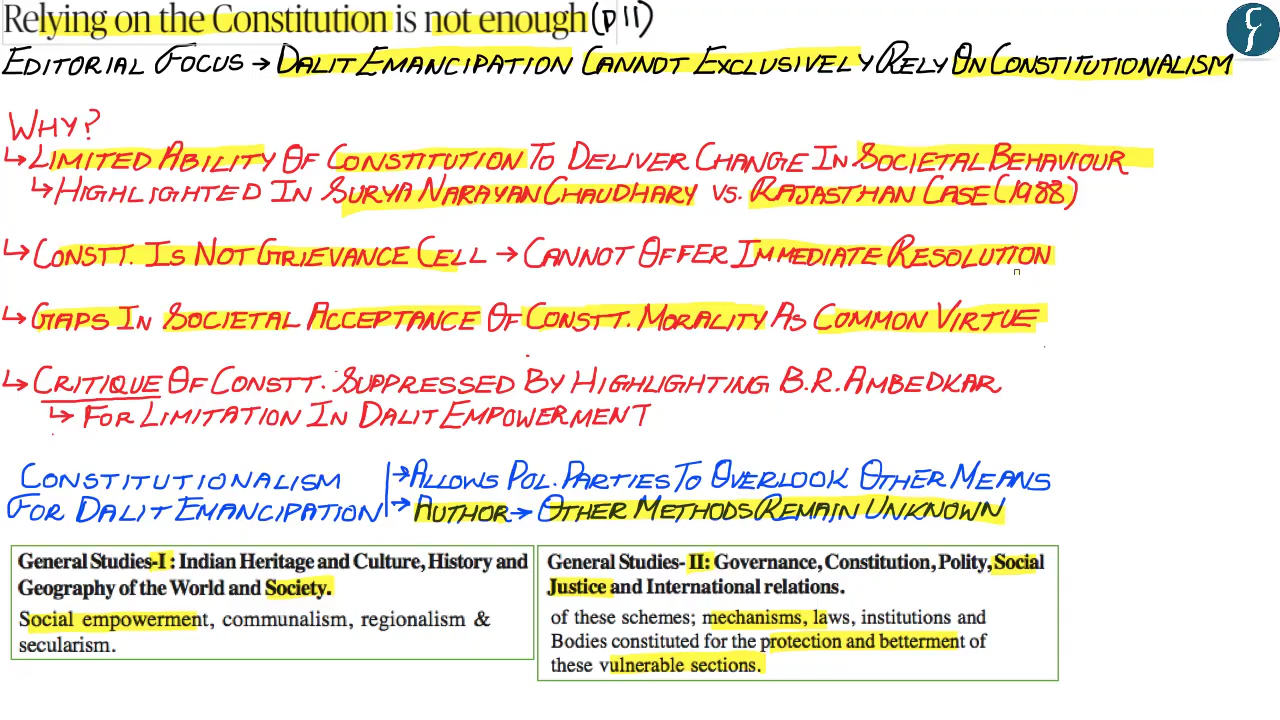 Relying on the Constitution is not enough (P11)
EDITORIAL FOCUS → DALIT EMANCIPATION CANNOT EXCLUSIVELY RELY ON CONSTITUTIONALISM
WHY?
↳ LIMITED ABILITY OF CONSTITUTION TO DELIVER CHANGE IN SOCIETAL BEHAVIOUR
↳ HIGHLIGHTED IN SURYA NARAYAN CHAUDHARY VS. RAJASTHAN CASE (1988)
↳ CONSTT. IS NOT GRIEVANCE CELL → CANNOT OFFER IMMEDIATE RESOLUTION
↳ GAPS IN SOCIETAL ACCEPTANCE OF CONSTT. MORALITY AS COMMON VIRTUE
↳ CRITIQUE OF CONSTT. SUPPRESSED BY HIGHLIGHTING B.R. AMBEDKAR
↳ FOR LIMITATION IN DALIT EMPOWERMENT
CONSTITUTIONALISM → ALLOWS POL. PARTIES TO OVERLOOK OTHER MEANS
FOR DALIT EMANCIPATION → AUTHOR → OTHER METHODS REMAIN UNKNOWN
General Studies-I : Indian Heritage and Culture, History and
Geography of the World and Society.
Social empowerment, communalism, regionalism &
secularism.
General Studies- II: Governance, Constitution, Polity, Social
Justice and International relations.
of these schemes; mechanisms, laws, institutions and
Bodies constituted for the protection and betterment of
these vulnerable sections.